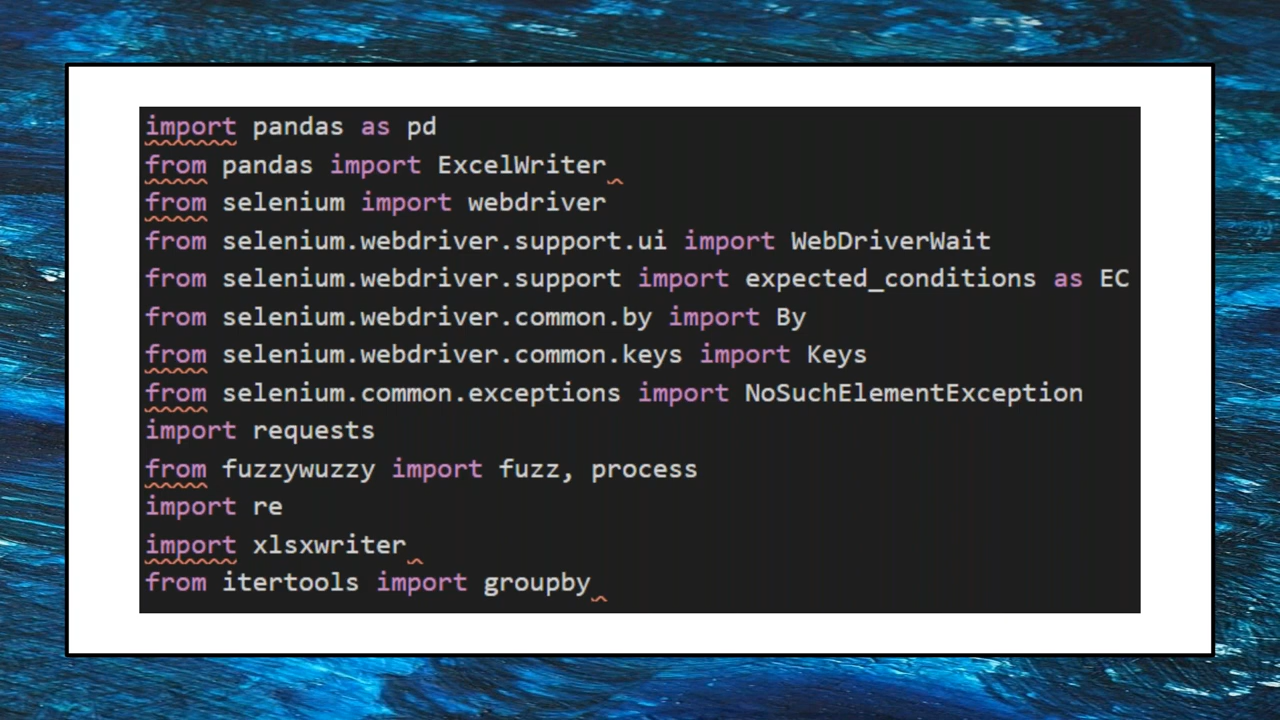 import pandas as pd
from pandas import ExcelWriter
from selenium import webdriver
from selenium.webdriver.support.ui import WebDriverWait
from selenium.webdriver.support import expected_conditions as EC
from selenium.webdriver.common.by import By
from selenium.webdriver.common.keys import Keys
from selenium.common.exceptions import NoSuchElementException
import requests
from fuzzywuzzy import fuzz, process
import re
import xlsxwriter
from itertools import groupby